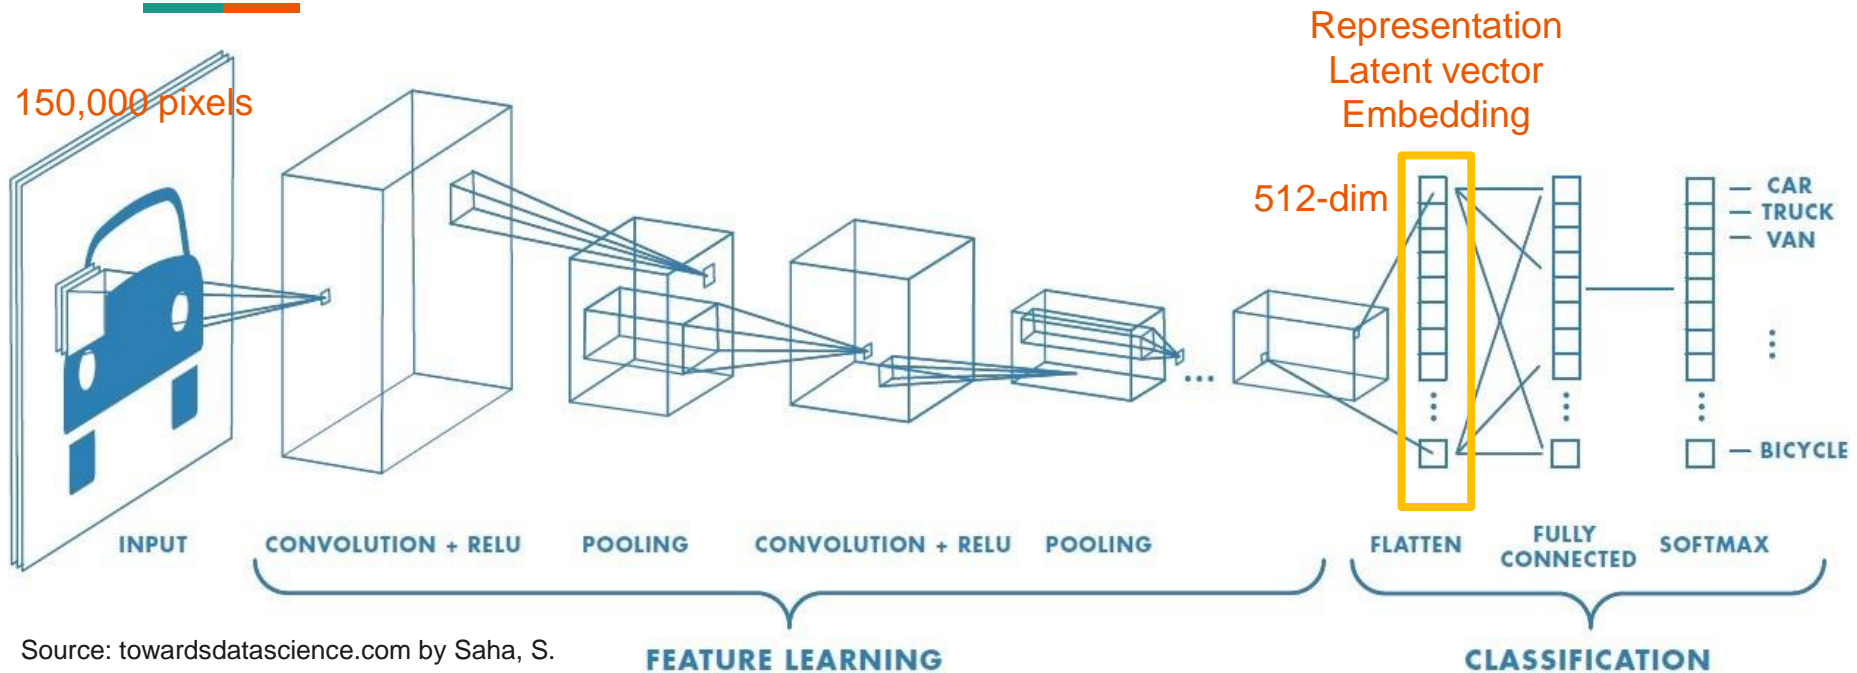 Representation
Latent vector
Embedding
150,000 pixels
512-dim
CAR
TRUCK
VAN
BICYCLE
INPUT
CONVOLUTION + RELU
POOLING
CONVOLUTION + RELU
POOLING
FLATTEN
FULLY
CONNECTED
SOFTMAX
Source: towardsdatascience.com by Saha, S.
FEATURE LEARNING
CLASSIFICATION